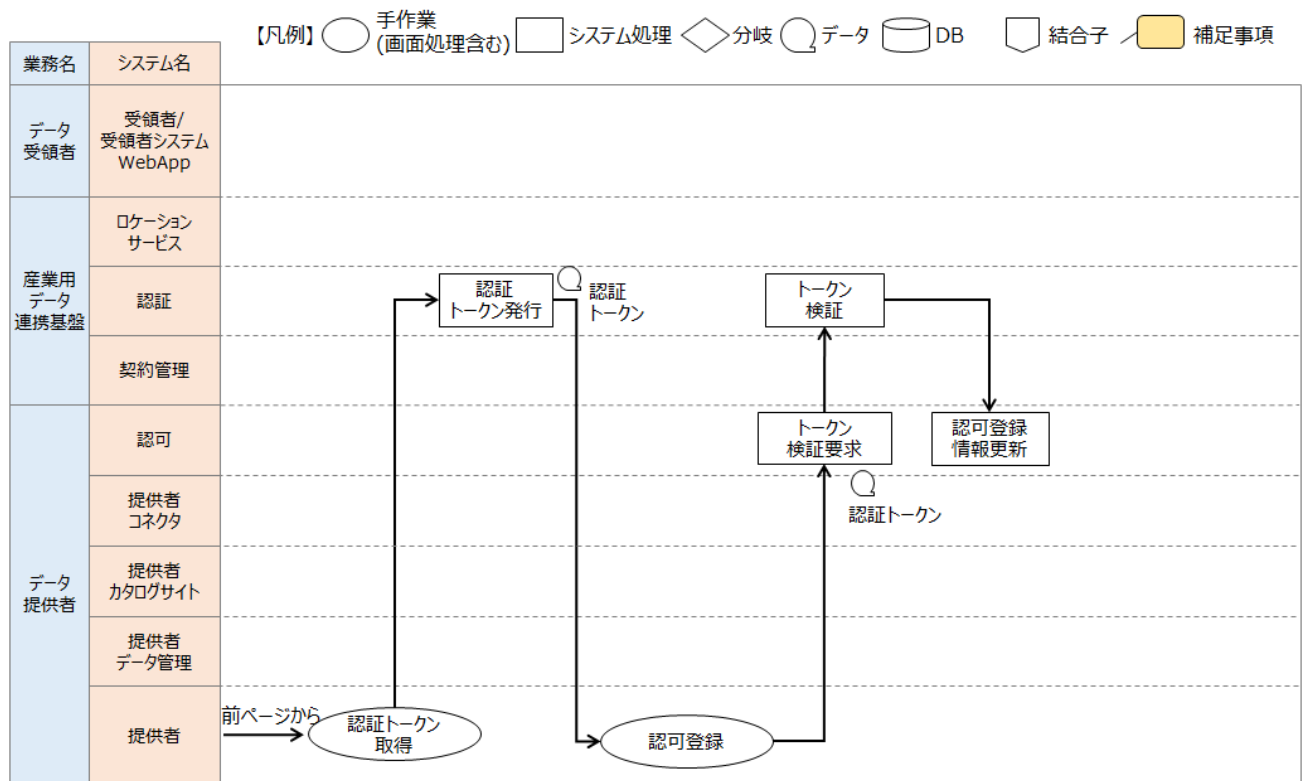 【凡例】
手作業
(画面処理含む)
システム処理
分岐
データ
DB
結合子
補足事項
業務名
システム名
データ
受領者
受領者/
受領者システム
WebApp
産業用
データ
連携基盤
ロケーション
サービス
認証
契約管理
データ
提供者
認可
提供者
コネクタ
提供者
カタログサイト
提供者
データ管理
提供者
認証
トークン発行
認証
トークン
トークン
検証
トークン
検証要求
認可登録
情報更新
認証トークン
前ページから
認証トークン
取得
認可登録